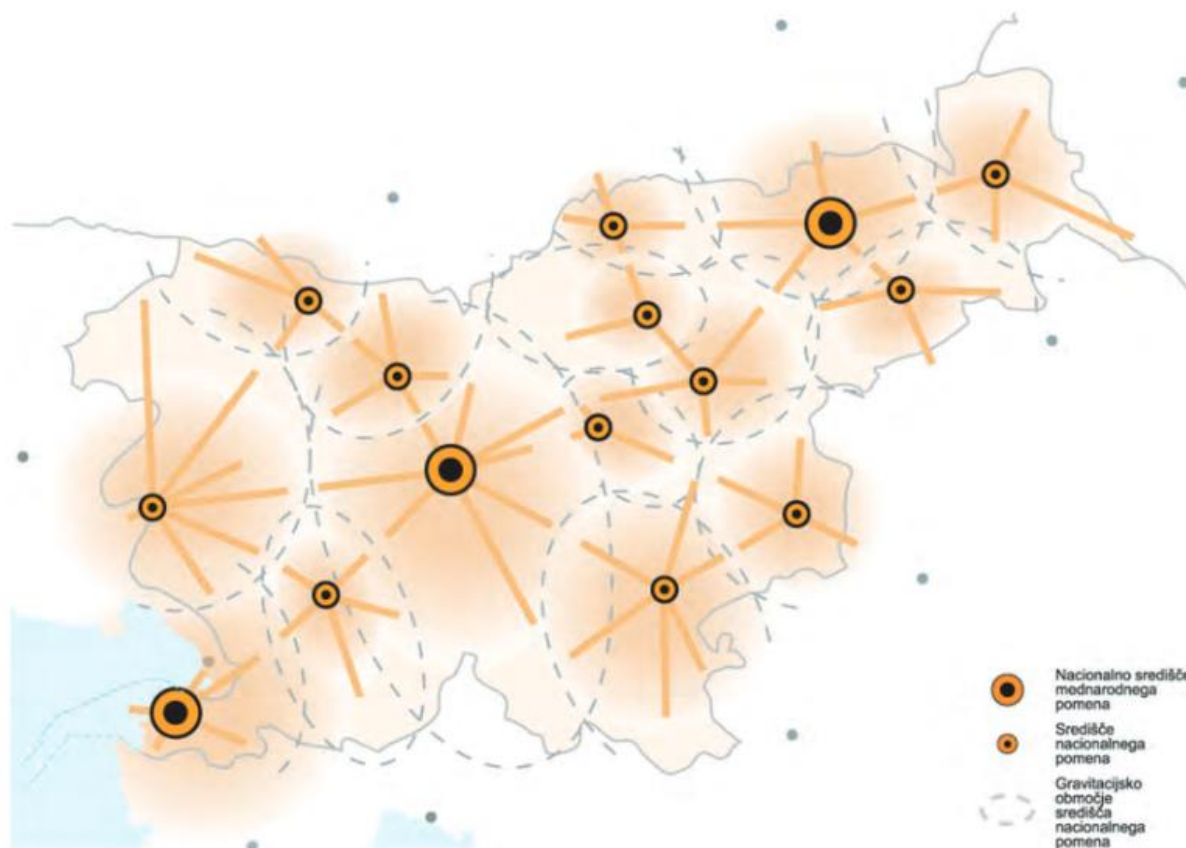 Nacionalno središče
mednarodnega
pomena
Središče
nacionalnega
pomena
Gravitacijsko
območje
središča
nacionalnega
pomena